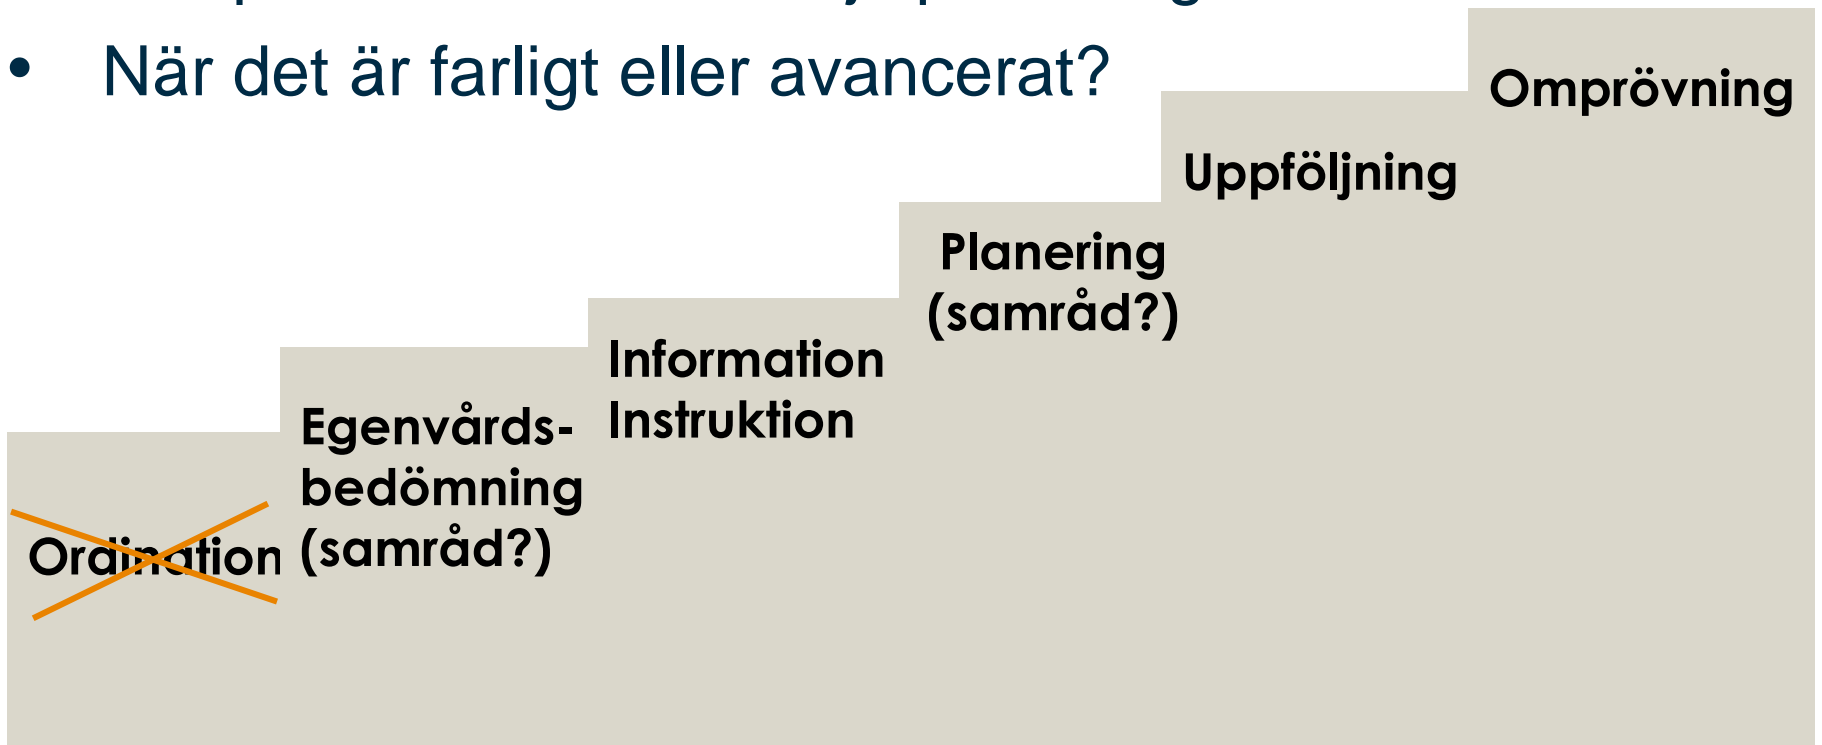 • När det är farligt eller avancerat?
Omprövning
Uppföljning
Planering
(samråd?)
Information
Instruktion
Egenvårds-
bedömning
(samråd?)
Ordination